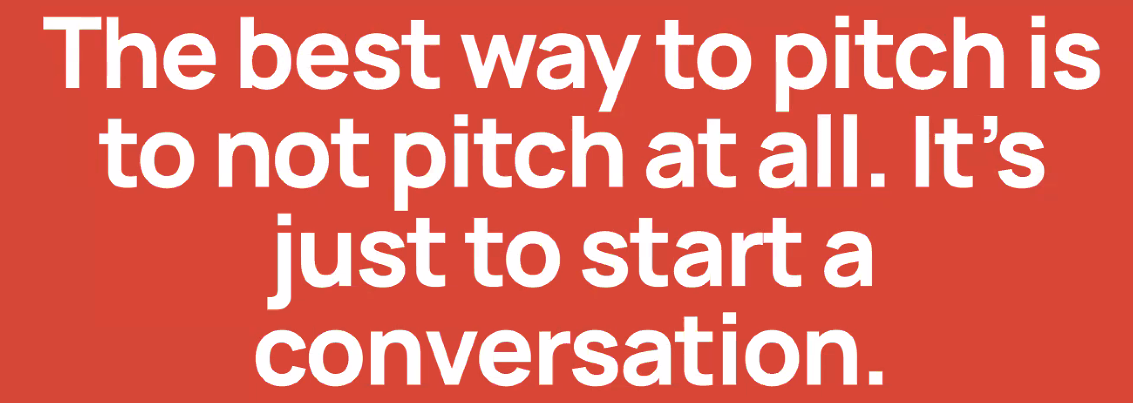 The best way to pitch is
to not pitch at all. It’s
just to start a
conversation.